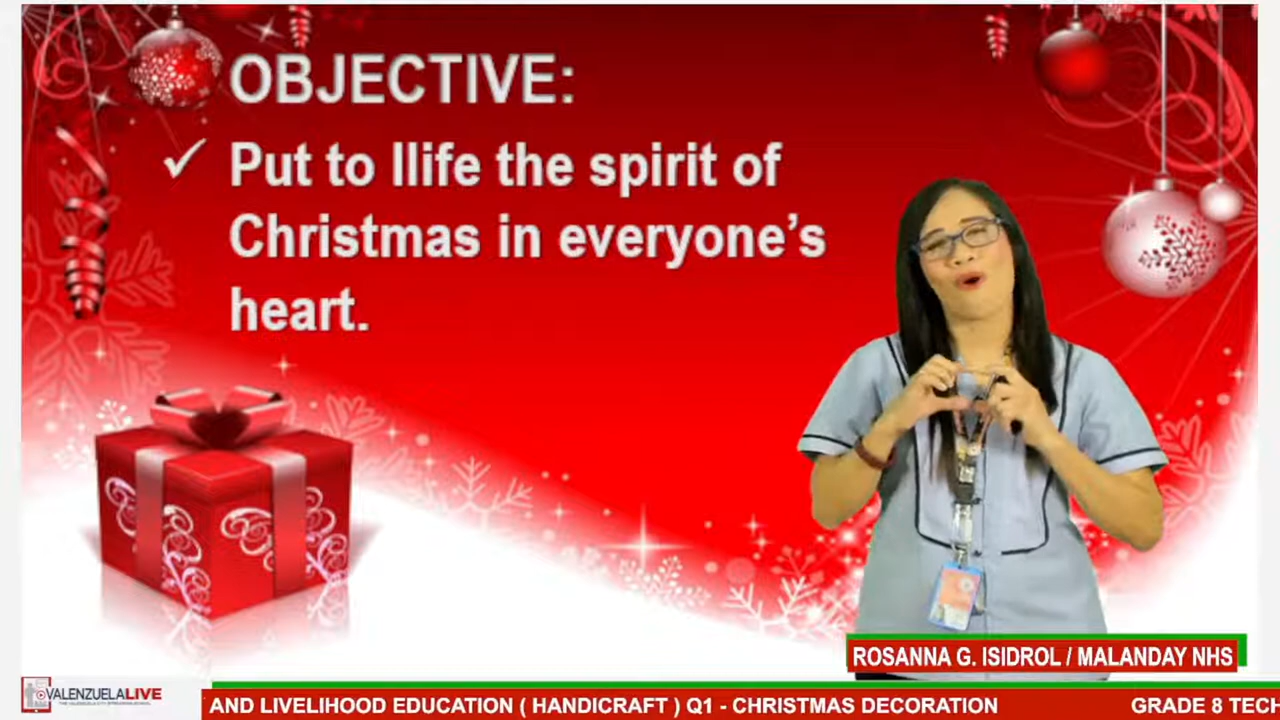 OBJECTIVE:
✓ Put to llife the spirit of
Christmas in everyone's
heart.
ROSANNA G. ISIDROL / MALANDAY NHS
VALENZUELALIVE
AND LIVELIHOOD EDUCATION ( HANDICRAFT ) Q1 - CHRISTMAS DECORATION GRADE 8 TECH